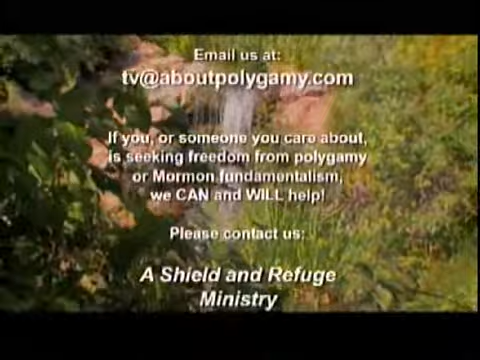 Email us at:
tv@aboutpolygamy.com
If you, or someone you care about,
is seeking freedom from polygamy
or Mormon fundamentalism,
we CAN and WILL help!
Please contact us:
A Shield and Refuge
Ministry